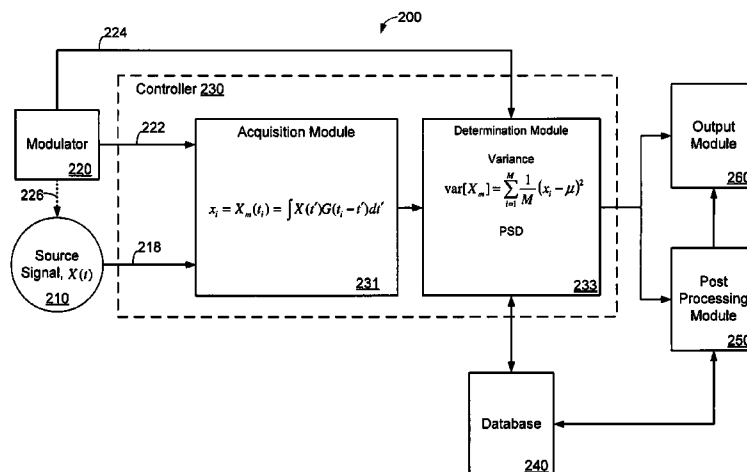 200
224
Controller 230
Modulator
220
222
226
Source
Signal, X(t)
210
218
Acquisition Module
x_i = X_m(t_i) = ∫ X(t')G(t_i − t')dt'
231
Determination Module
Variance
var[X_m] = ∑_{i=1}^{M} 1/M (x_i − μ)²
PSD
233
Output
Module
260
Post
Processing
Module
250
Database
240